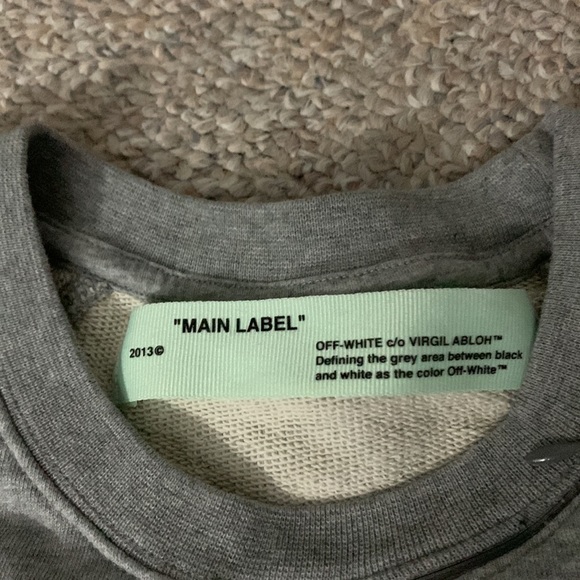 "MAIN LABEL"
2013©
OFF-WHITE c/o VIRGIL ABLOH™
Defining the grey area between black
and white as the color Off-White™